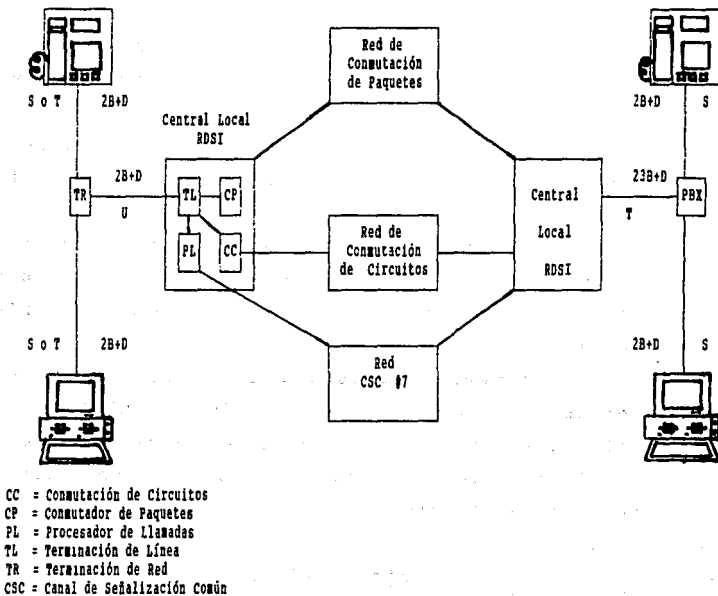 Red de
Conmutación
de Paquetes
S o T 2B+D
2B+D S
Central Local
RDSI
2B+D
U
TR
TL
CP
PL
CC
Red de
Conmutación
de Circuitos
Central
Local
RDSI
23B+D
T
PBX
S o T 2B+D
2B+D S
Red
CSC #7
CC = Conmutación de Circuitos
CP = Conmutador de Paquetes
PL = Procesador de Llamadas
TL = Terminación de Línea
TR = Terminación de Red
CSC = Canal de Señalización Común